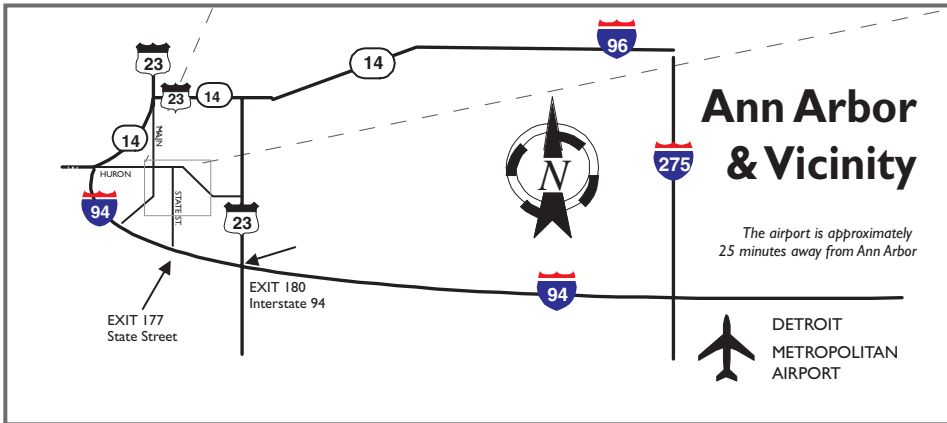 23
23
14
14
96
14
MAIN
HURON
94
STATE ST.
23
275
N
Ann Arbor
& Vicinity
The airport is approximately
25 minutes away from Ann Arbor
EXIT 180
Interstate 94
94
EXIT 177
State Street
DETROIT
METROPOLITAN
AIRPORT